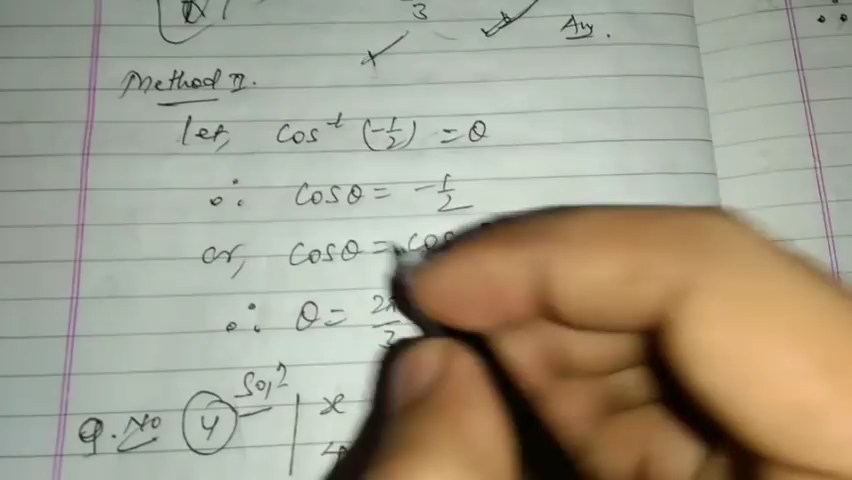 3
Ans.
Method II.
let, cos⁻¹ (-1/2) = θ
∴ cosθ = -1/2
or, cosθ = cos
∴ θ = 2π/3
Q. No 4 Sol? x